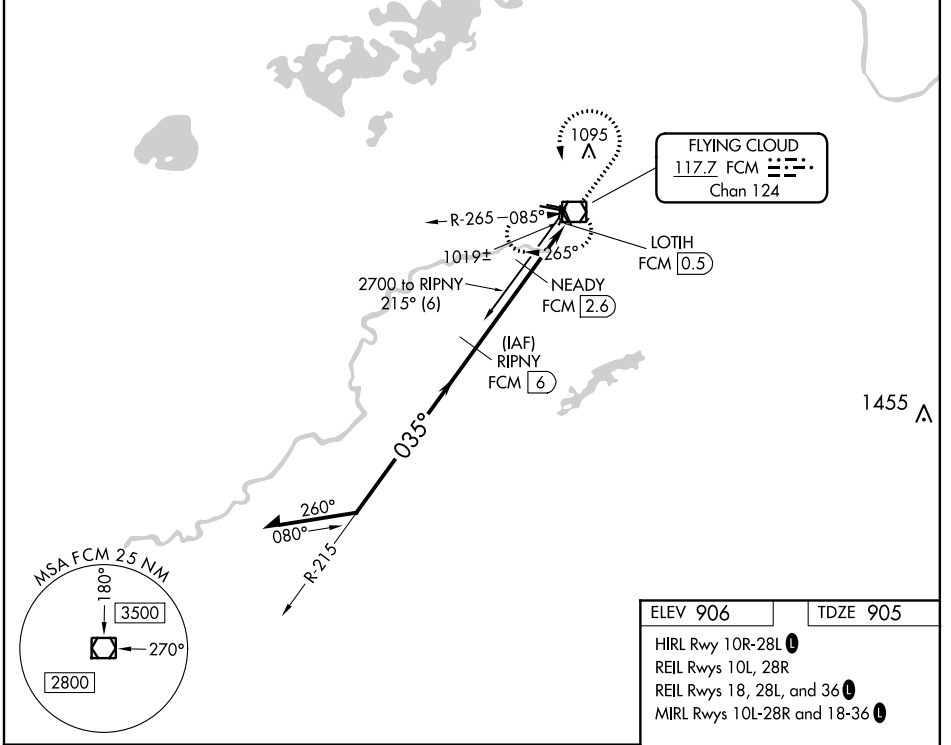 1095
FLYING CLOUD
117.7 FCM
Chan 124
R-265
085°
1019±
265°
LOTIH
FCM 0.5
2700 to RIPNY
215° (6)
NEADY
FCM 2.6
(IAF)
RIPNY
FCM 6
1455
035°
260°
080°
R-215
MSA FCM 25 NM
180°
3500
270°
2800
ELEV 906
TDZE 905
HIRL Rwy 10R-28L L
REIL Rwys 10L, 28R
REIL Rwys 18, 28L, and 36 L
MIRL Rwys 10L-28R and 18-36 L